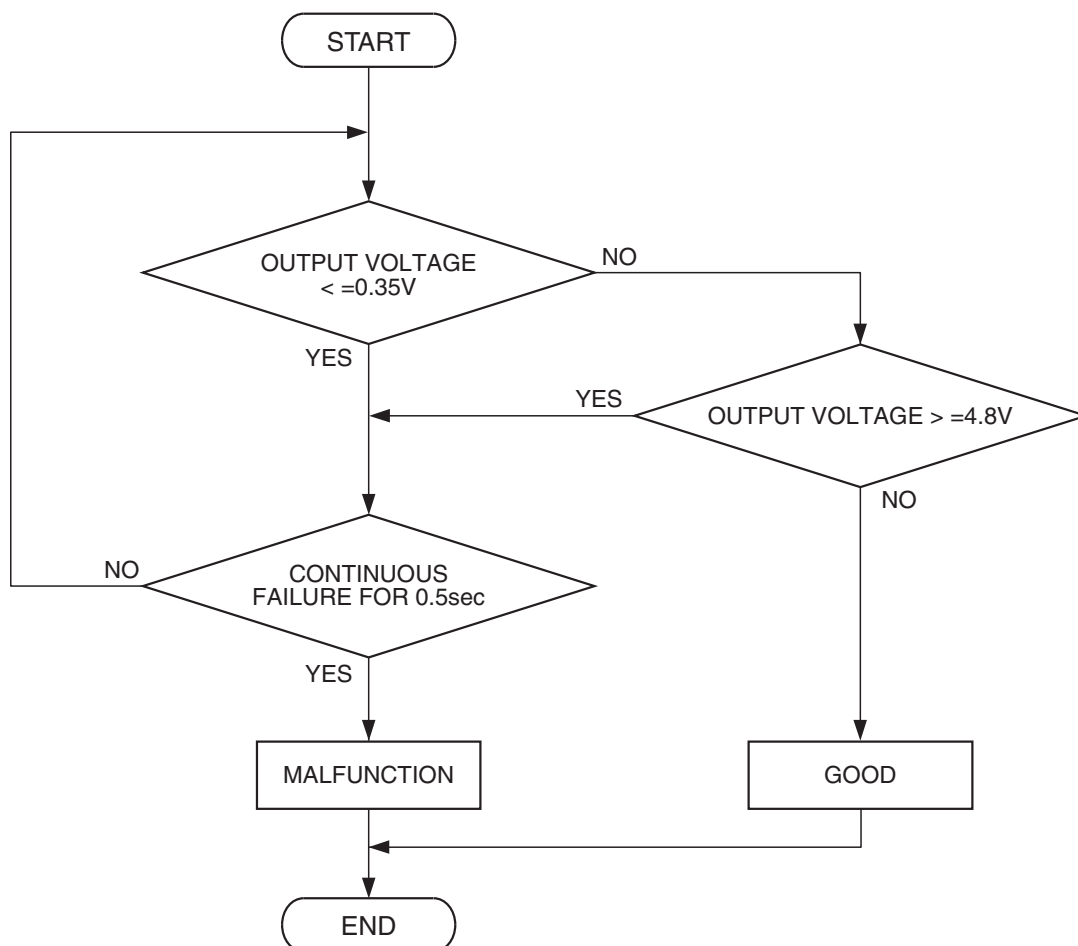 START
OUTPUT VOLTAGE
< =0.35V
NO
YES
YES
OUTPUT VOLTAGE > =4.8V
NO
NO
CONTINUOUS
FAILURE FOR 0.5sec
YES
MALFUNCTION
GOOD
END